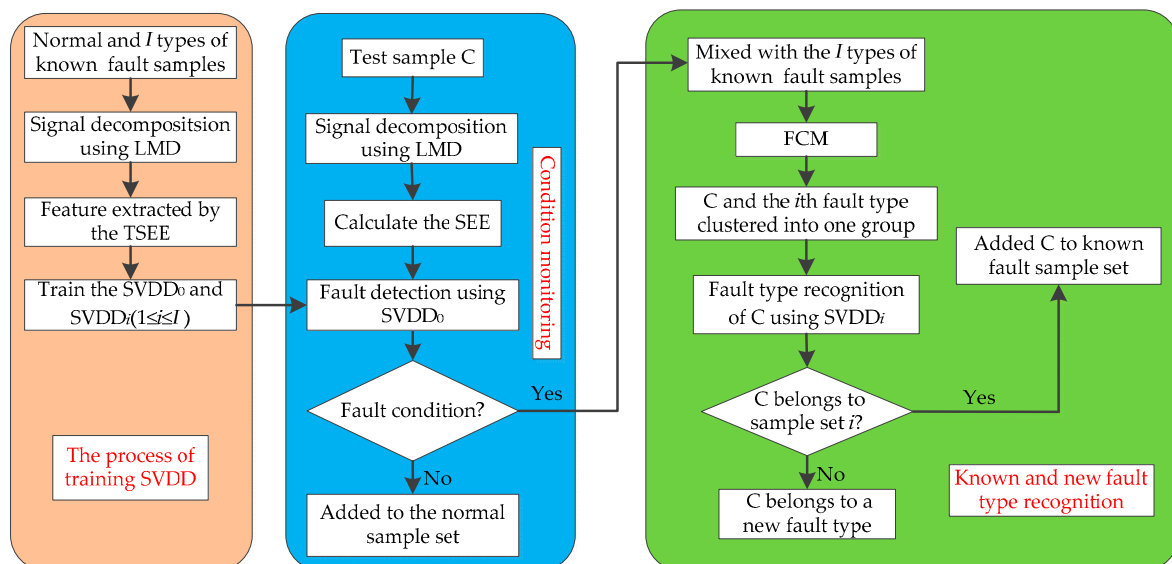 Normal and I types of
known fault samples
Signal decompositsion
using LMD
Feature extracted by
the TSEE
Train the SVDD₀ and
SVDDi(1≤i≤I)
The process of
training SVDD
Test sample C
Signal decomposition
using LMD
Calculate the SEE
Fault detection using
SVDD₀
Fault condition?
Yes
No
Added to the normal
sample set
Condition monitoring
Mixed with the I types of
known fault samples
FCM
C and the ith fault type
clustered into one group
Fault type recognition
of C using SVDDi
C belongs to
sample set i?
Yes
No
C belongs to a
new fault type
Added C to known
fault sample set
Known and new fault
type recognition